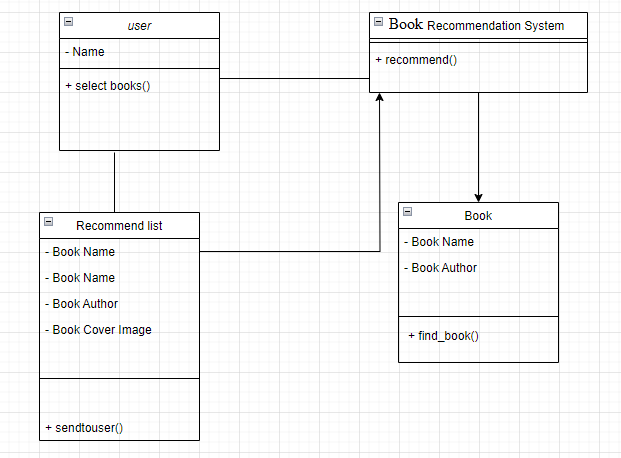 user
- Name
+ select books()
Book Recommendation System
+ recommend()
Recommend list
- Book Name
- Book Name
- Book Author
- Book Cover Image
+ sendtouser()
Book
- Book Name
- Book Author
+ find_book()